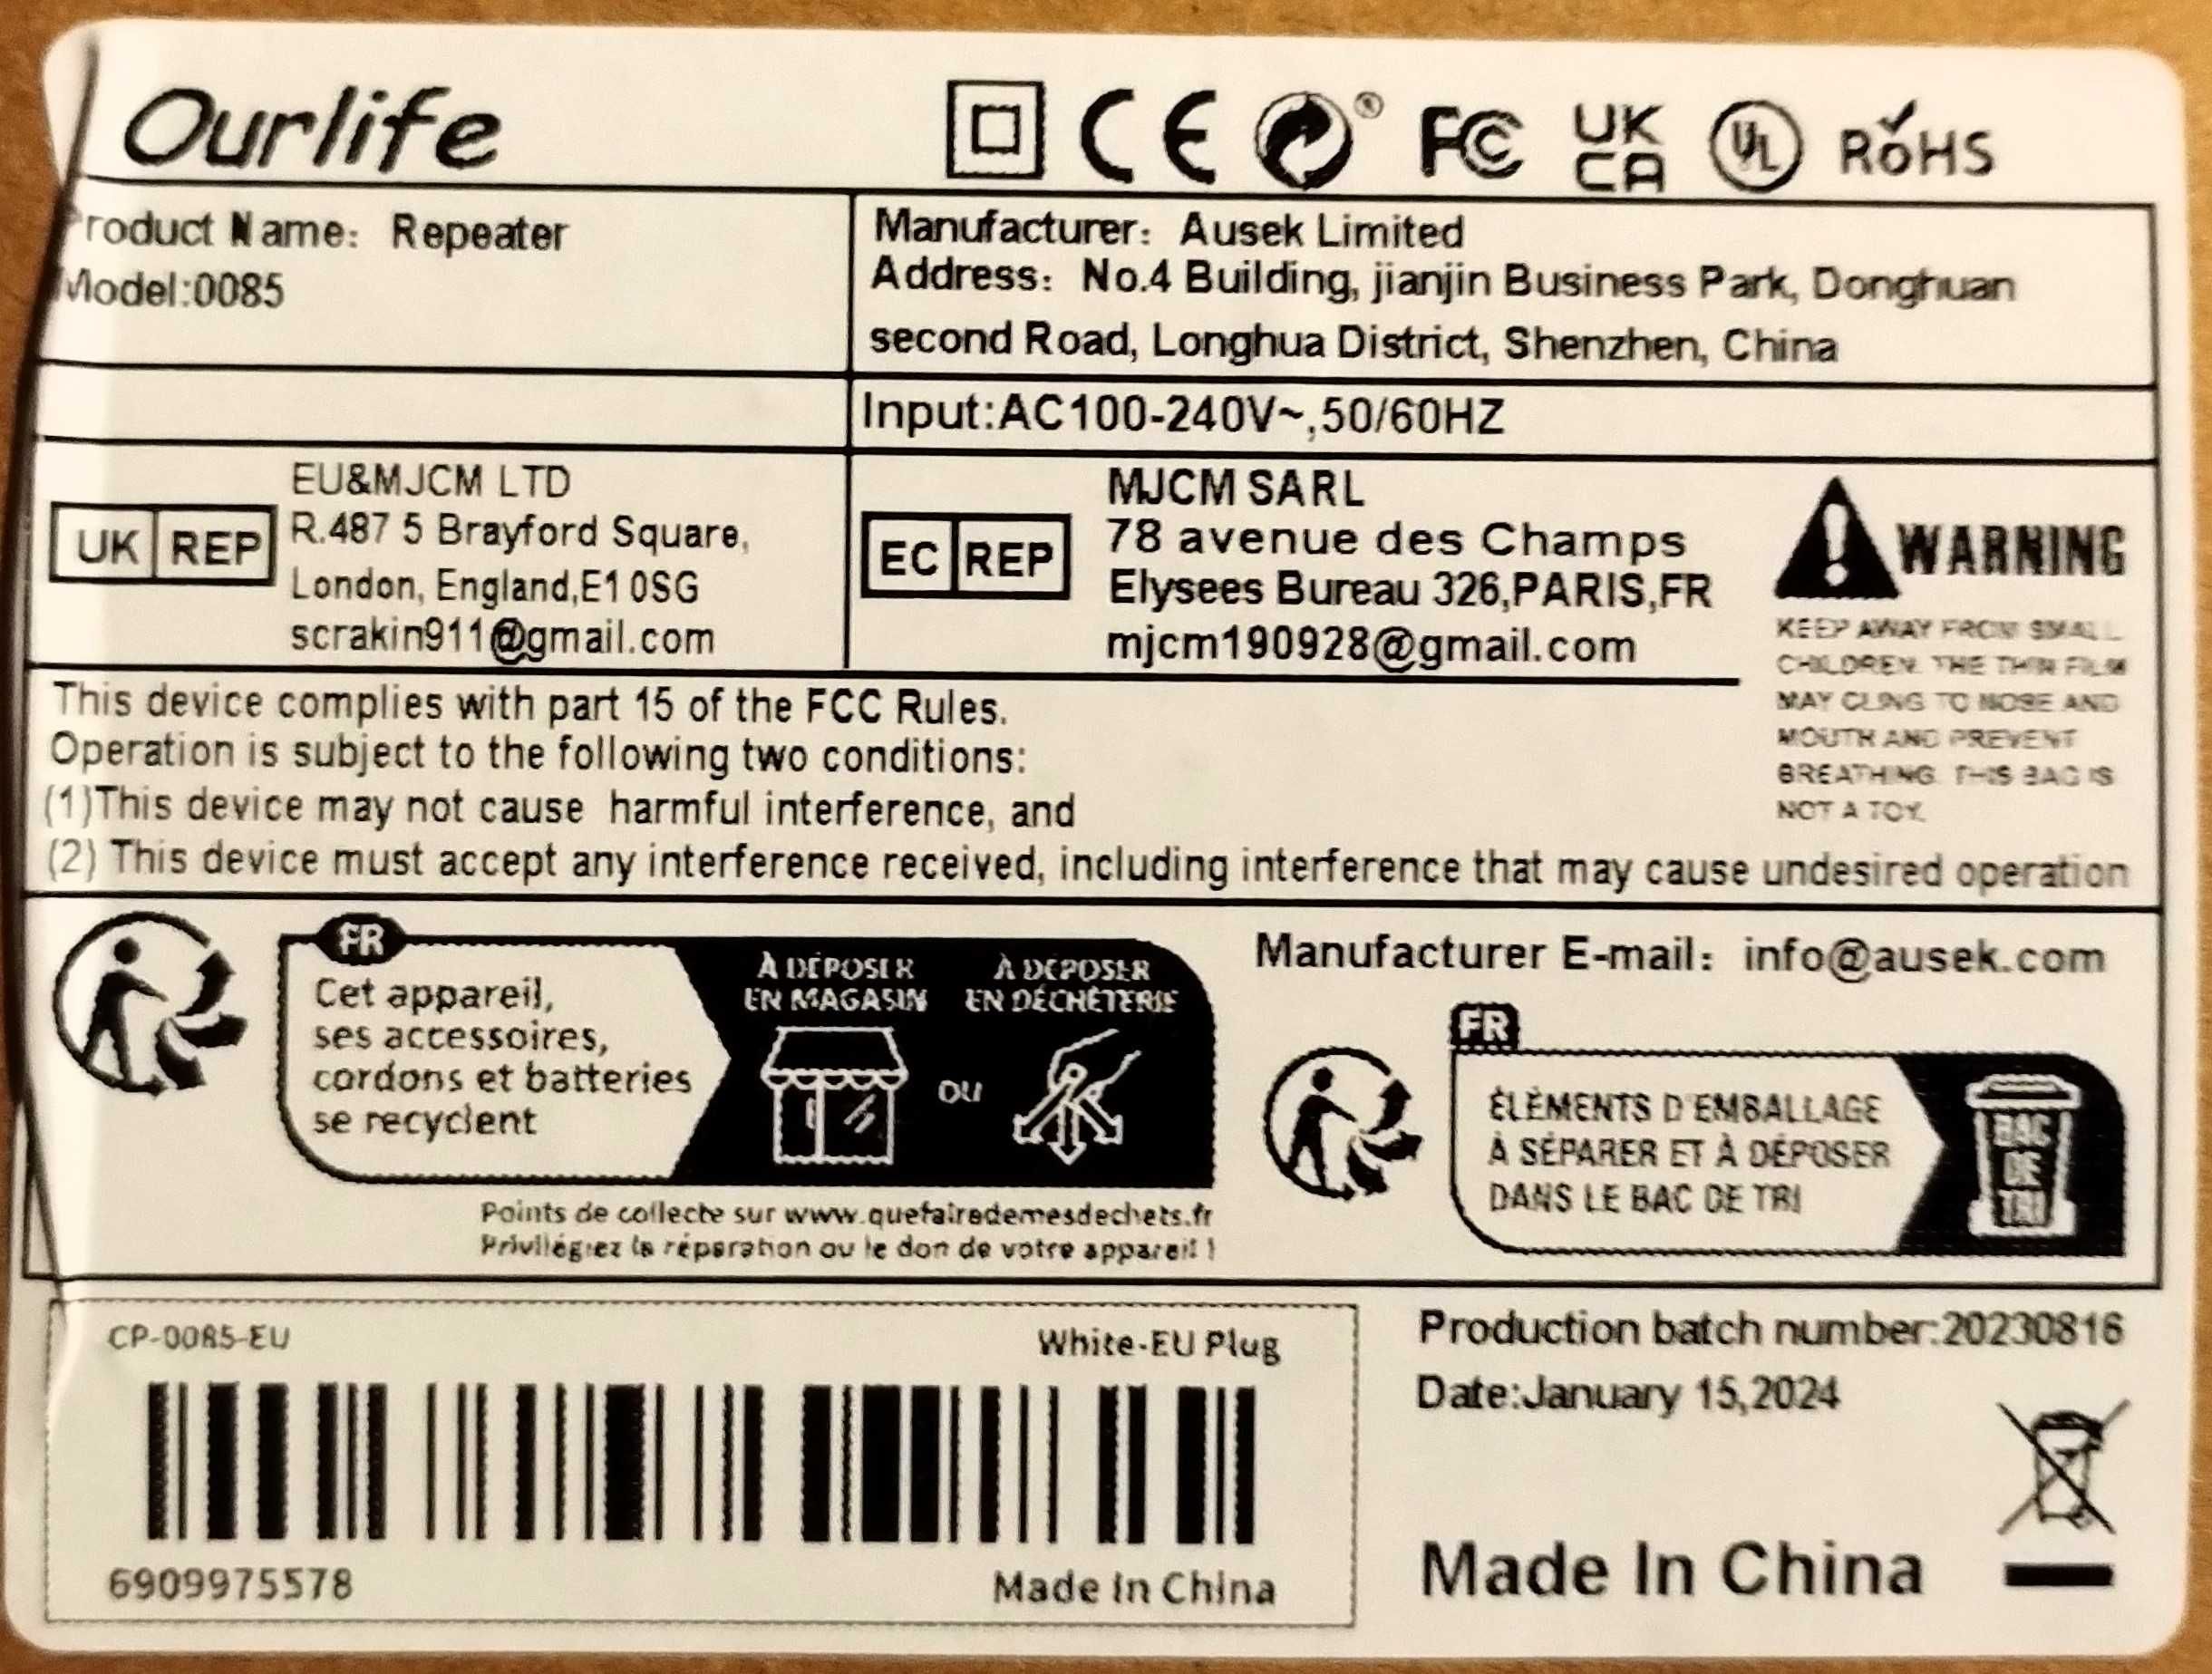 Ourlife
CE ® FC UK CA UL RoHS
Product Name: Repeater
Model:0085
Manufacturer: Ausek Limited
Address: No.4 Building, jianjin Business Park, Donghuan
second Road, Longhua District, Shenzhen, China
Input:AC100-240V~,50/60HZ
UK REP
EU&MJCM LTD
R.487 5 Brayford Square,
London, England,E1 0SG
scrakin911@gmail.com
EC REP
MJCM SARL
78 avenue des Champs
Elysees Bureau 326,PARIS,FR
mjcm190928@gmail.com
WARNING
KEEP AWAY FROM SMALL
CHILDREN. THE THIN FILM
MAY CLING TO NOSE AND
MOUTH AND PREVENT
BREATHING. THIS BAG IS
NOT A TOY.
This device complies with part 15 of the FCC Rules.
Operation is subject to the following two conditions:
(1)This device may not cause harmful interference, and
(2) This device must accept any interference received, including interference that may cause undesired operation
FR
Cet appareil,
ses accessoires,
cordons et batteries
se recyclent
À DÉPOSER
EN MAGASIN
OU
À DÉPOSER
EN DÉCHÈTERIE
Points de collecte sur www.quefairedemesdechets.fr
Privilégiez la réparation ou le don de votre appareil !
Manufacturer E-mail: info@ausek.com
FR
ÉLÉMENTS D'EMBALLAGE
À SÉPARER ET À DÉPOSER
DANS LE BAC DE TRI
BAC
DE
TRI
CP-0085-EU
White-EU Plug
6909975578
Made In China
Production batch number:20230816
Date:January 15,2024
Made In China